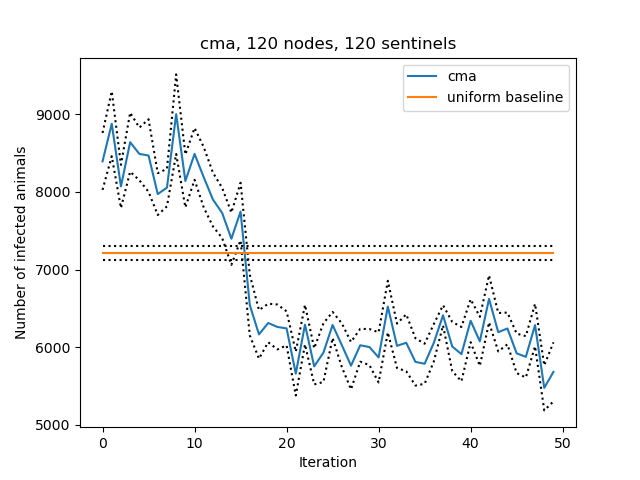 cma, 120 nodes, 120 sentinels
cma
uniform baseline
Number of infected animals
9000
8000
7000
6000
5000
0 10 20 30 40 50
Iteration